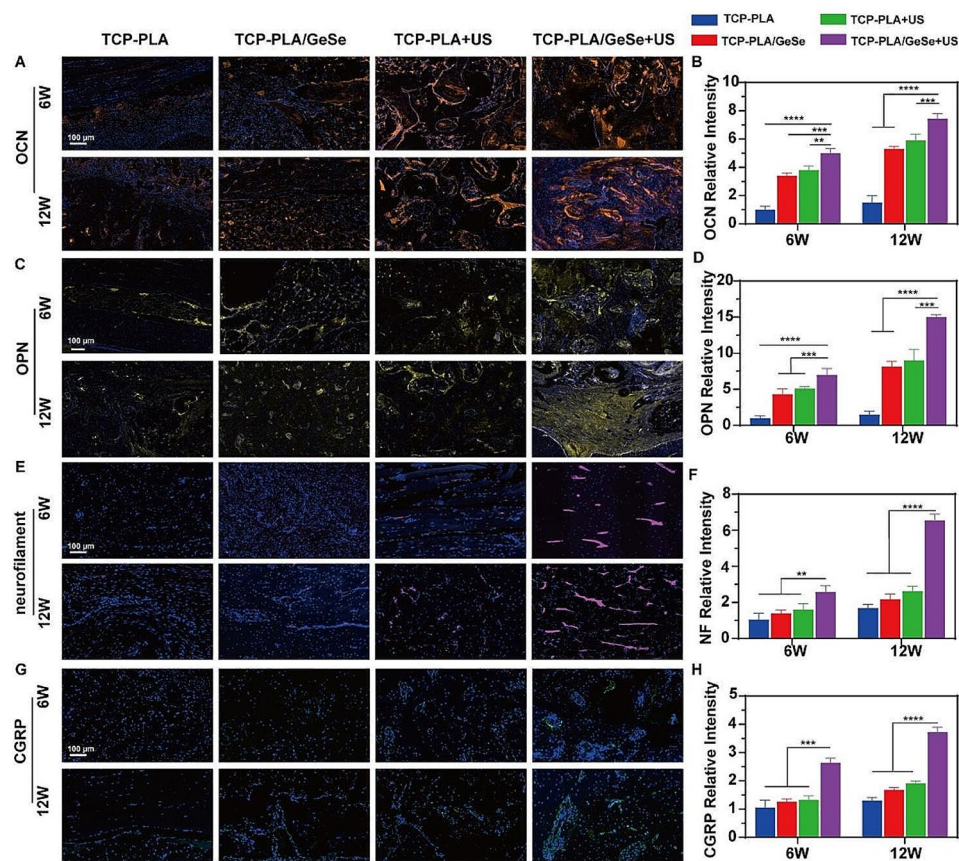 TCP-PLA TCP-PLA/GeSe TCP-PLA+US TCP-PLA/GeSe+US
TCP-PLA TCP-PLA+US
TCP-PLA/GeSe TCP-PLA/GeSe+US
A
OCN
6W
100 μm
12W
B
OCN Relative Intensity
10
8
6
4
2
0
**** *** **
**** ***
6W 12W
C
OPN
6W
100 μm
12W
D
OPN Relative Intensity
20
15
10
5
0
**** ***
**** ***
6W 12W
E
neurofilament
6W
100 μm
12W
F
NF Relative Intensity
8
6
4
2
0
**
****
6W 12W
G
CGRP
6W
100 μm
12W
H
CGRP Relative Intensity
5
4
3
2
1
0
***
****
6W 12W